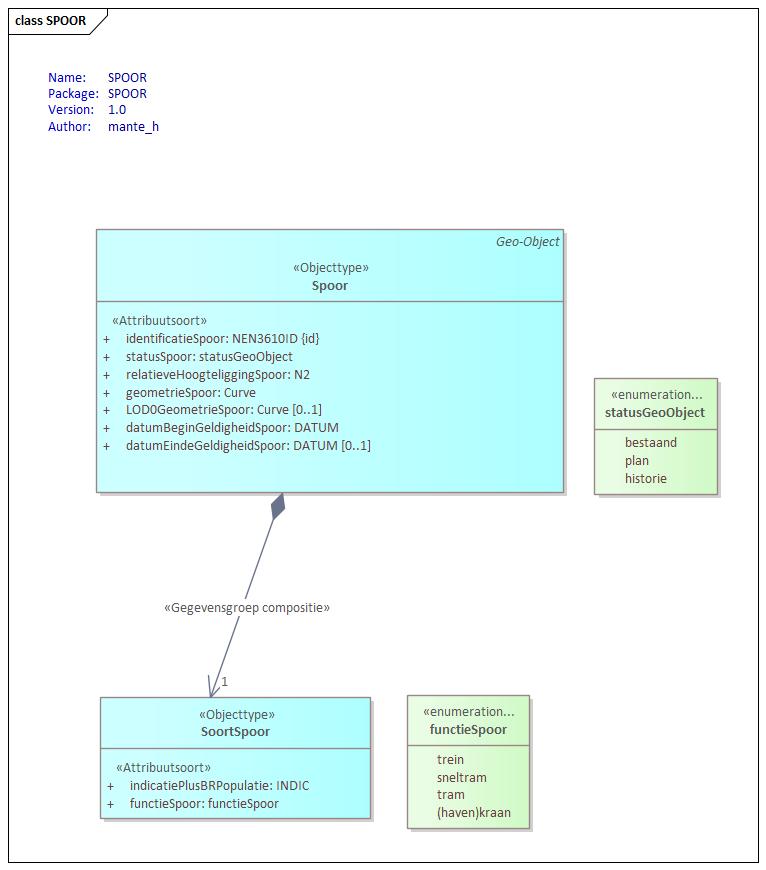 class SPOOR
Name: SPOOR
Package: SPOOR
Version: 1.0
Author: mante_h
Geo-Object
«Objecttype»
Spoor
«Attribuutsoort»
+ identificatieSpoor: NEN3610ID {id}
+ statusSpoor: statusGeoObject
+ relatieveHoogteliggingSpoor: N2
+ geometrieSpoor: Curve
+ LOD0GeometrieSpoor: Curve [0..1]
+ datumBeginGeldigheidSpoor: DATUM
+ datumEindeGeldigheidSpoor: DATUM [0..1]
«enumeration...
statusGeoObject
bestaand
plan
historie
«Gegevensgroep compositie»
1
«Objecttype»
SoortSpoor
«Attribuutsoort»
+ indicatiePlusBRPopulatie: INDIC
+ functieSpoor: functieSpoor
«enumeration...
functieSpoor
trein
sneltram
tram
(haven)kraan